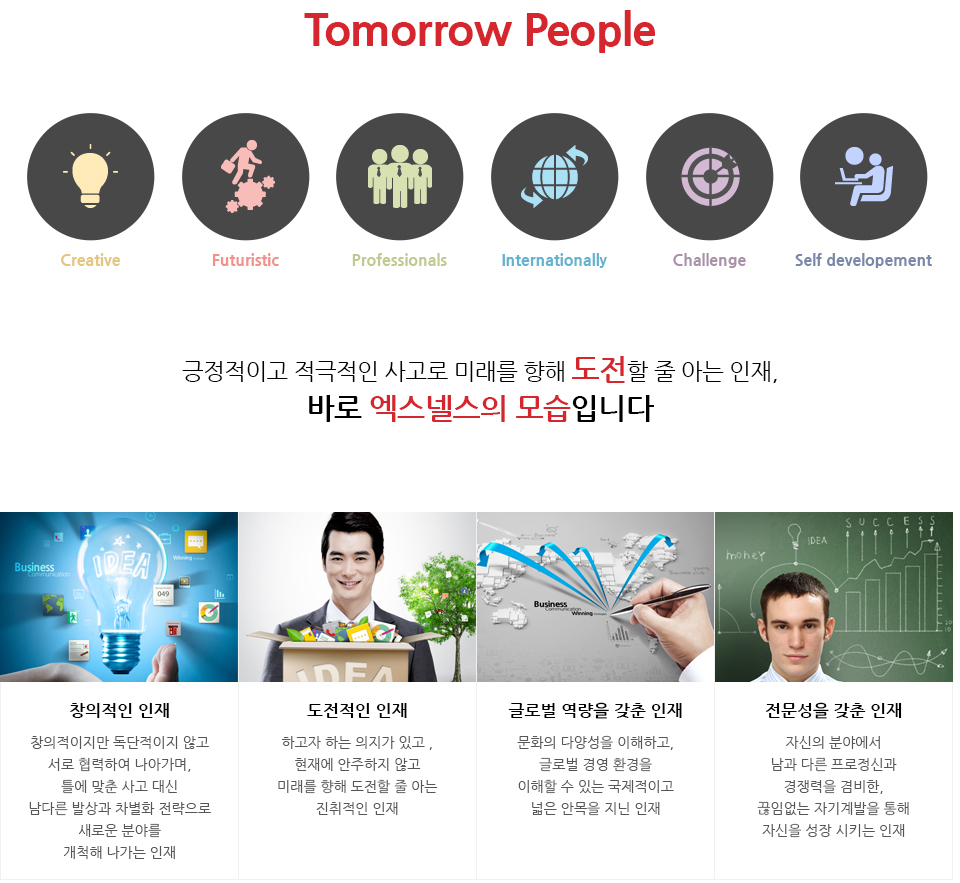 Tomorrow People
Creative
Futuristic
Professionals
Internationally
Challenge
Self developement
긍정적이고 적극적인 사고로 미래를 향해 도전할 줄 아는 인재,
바로 엑스넬스의 모습입니다
Business
Communication
IDEA
Winning
049
IDEA
Business
Communication
Winning
SUCCESS
IDEA
money
창의적인 인재
창의적이지만 독단적이지 않고
서로 협력하여 나아가며,
틀에 맞춘 사고 대신
남다른 발상과 차별화 전략으로
새로운 분야를
개척해 나가는 인재
도전적인 인재
하고자 하는 의지가 있고 ,
현재에 안주하지 않고
미래를 향해 도전할 줄 아는
진취적인 인재
글로벌 역량을 갖춘 인재
문화의 다양성을 이해하고,
글로벌 경영 환경을
이해할 수 있는 국제적이고
넓은 안목을 지닌 인재
전문성을 갖춘 인재
자신의 분야에서
남과 다른 프로정신과
경쟁력을 겸비한,
끊임없는 자기계발을 통해
자신을 성장 시키는 인재